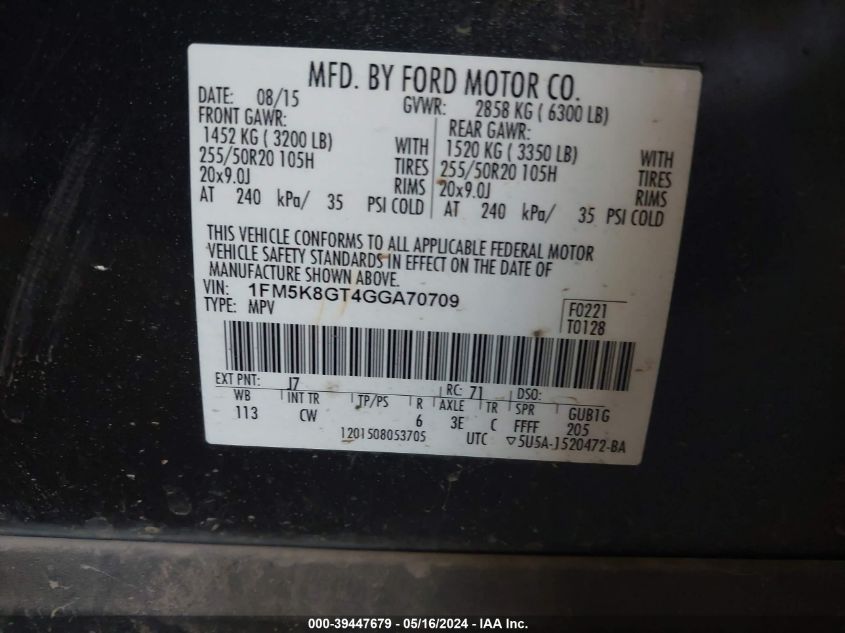 MFD. BY FORD MOTOR CO.
DATE: 08/15 GVWR: 2858 KG ( 6300 LB)
FRONT GAWR: REAR GAWR:
1452 KG ( 3200 LB) WITH 1520 KG ( 3350 LB) WITH
255/50R20 105H TIRES 255/50R20 105H TIRES
20x9.0J RIMS 20x9.0J RIMS
AT 240 kPa/ 35 PSI COLD AT 240 kPa/ 35 PSI COLD
THIS VEHICLE CONFORMS TO ALL APPLICABLE FEDERAL MOTOR
VEHICLE SAFETY STANDARDS IN EFFECT ON THE DATE OF
MANUFACTURE SHOWN ABOVE.
VIN: 1FM5K8GT4GGA70709
TYPE: MPV
F0221
T0128
EXT PNT: J7 RC: 71 DSO:
WB INT TR TP/PS R AXLE TR SPR GUB1G
113 CW 6 3E C FFFF 205
1201508053705 UTC ▽5U5A-1520472-BA
000-39447679 - 05/16/2024 - IAA Inc.